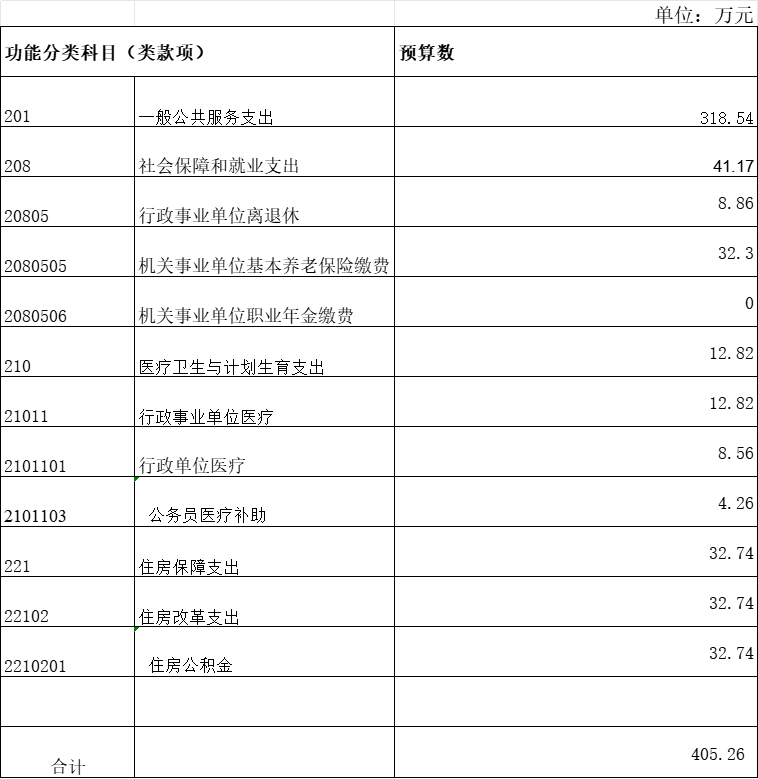 单位：万元
功能分类科目（类款项） 预算数
201 一般公共服务支出 318.54
208 社会保障和就业支出 41.17
20805 行政事业单位离退休 8.86
2080505 机关事业单位基本养老保险缴费 32.3
2080506 机关事业单位职业年金缴费 0
210 医疗卫生与计划生育支出 12.82
21011 行政事业单位医疗 12.82
2101101 行政单位医疗 8.56
2101103 公务员医疗补助 4.26
221 住房保障支出 32.74
22102 住房改革支出 32.74
2210201 住房公积金 32.74
合计 405.26